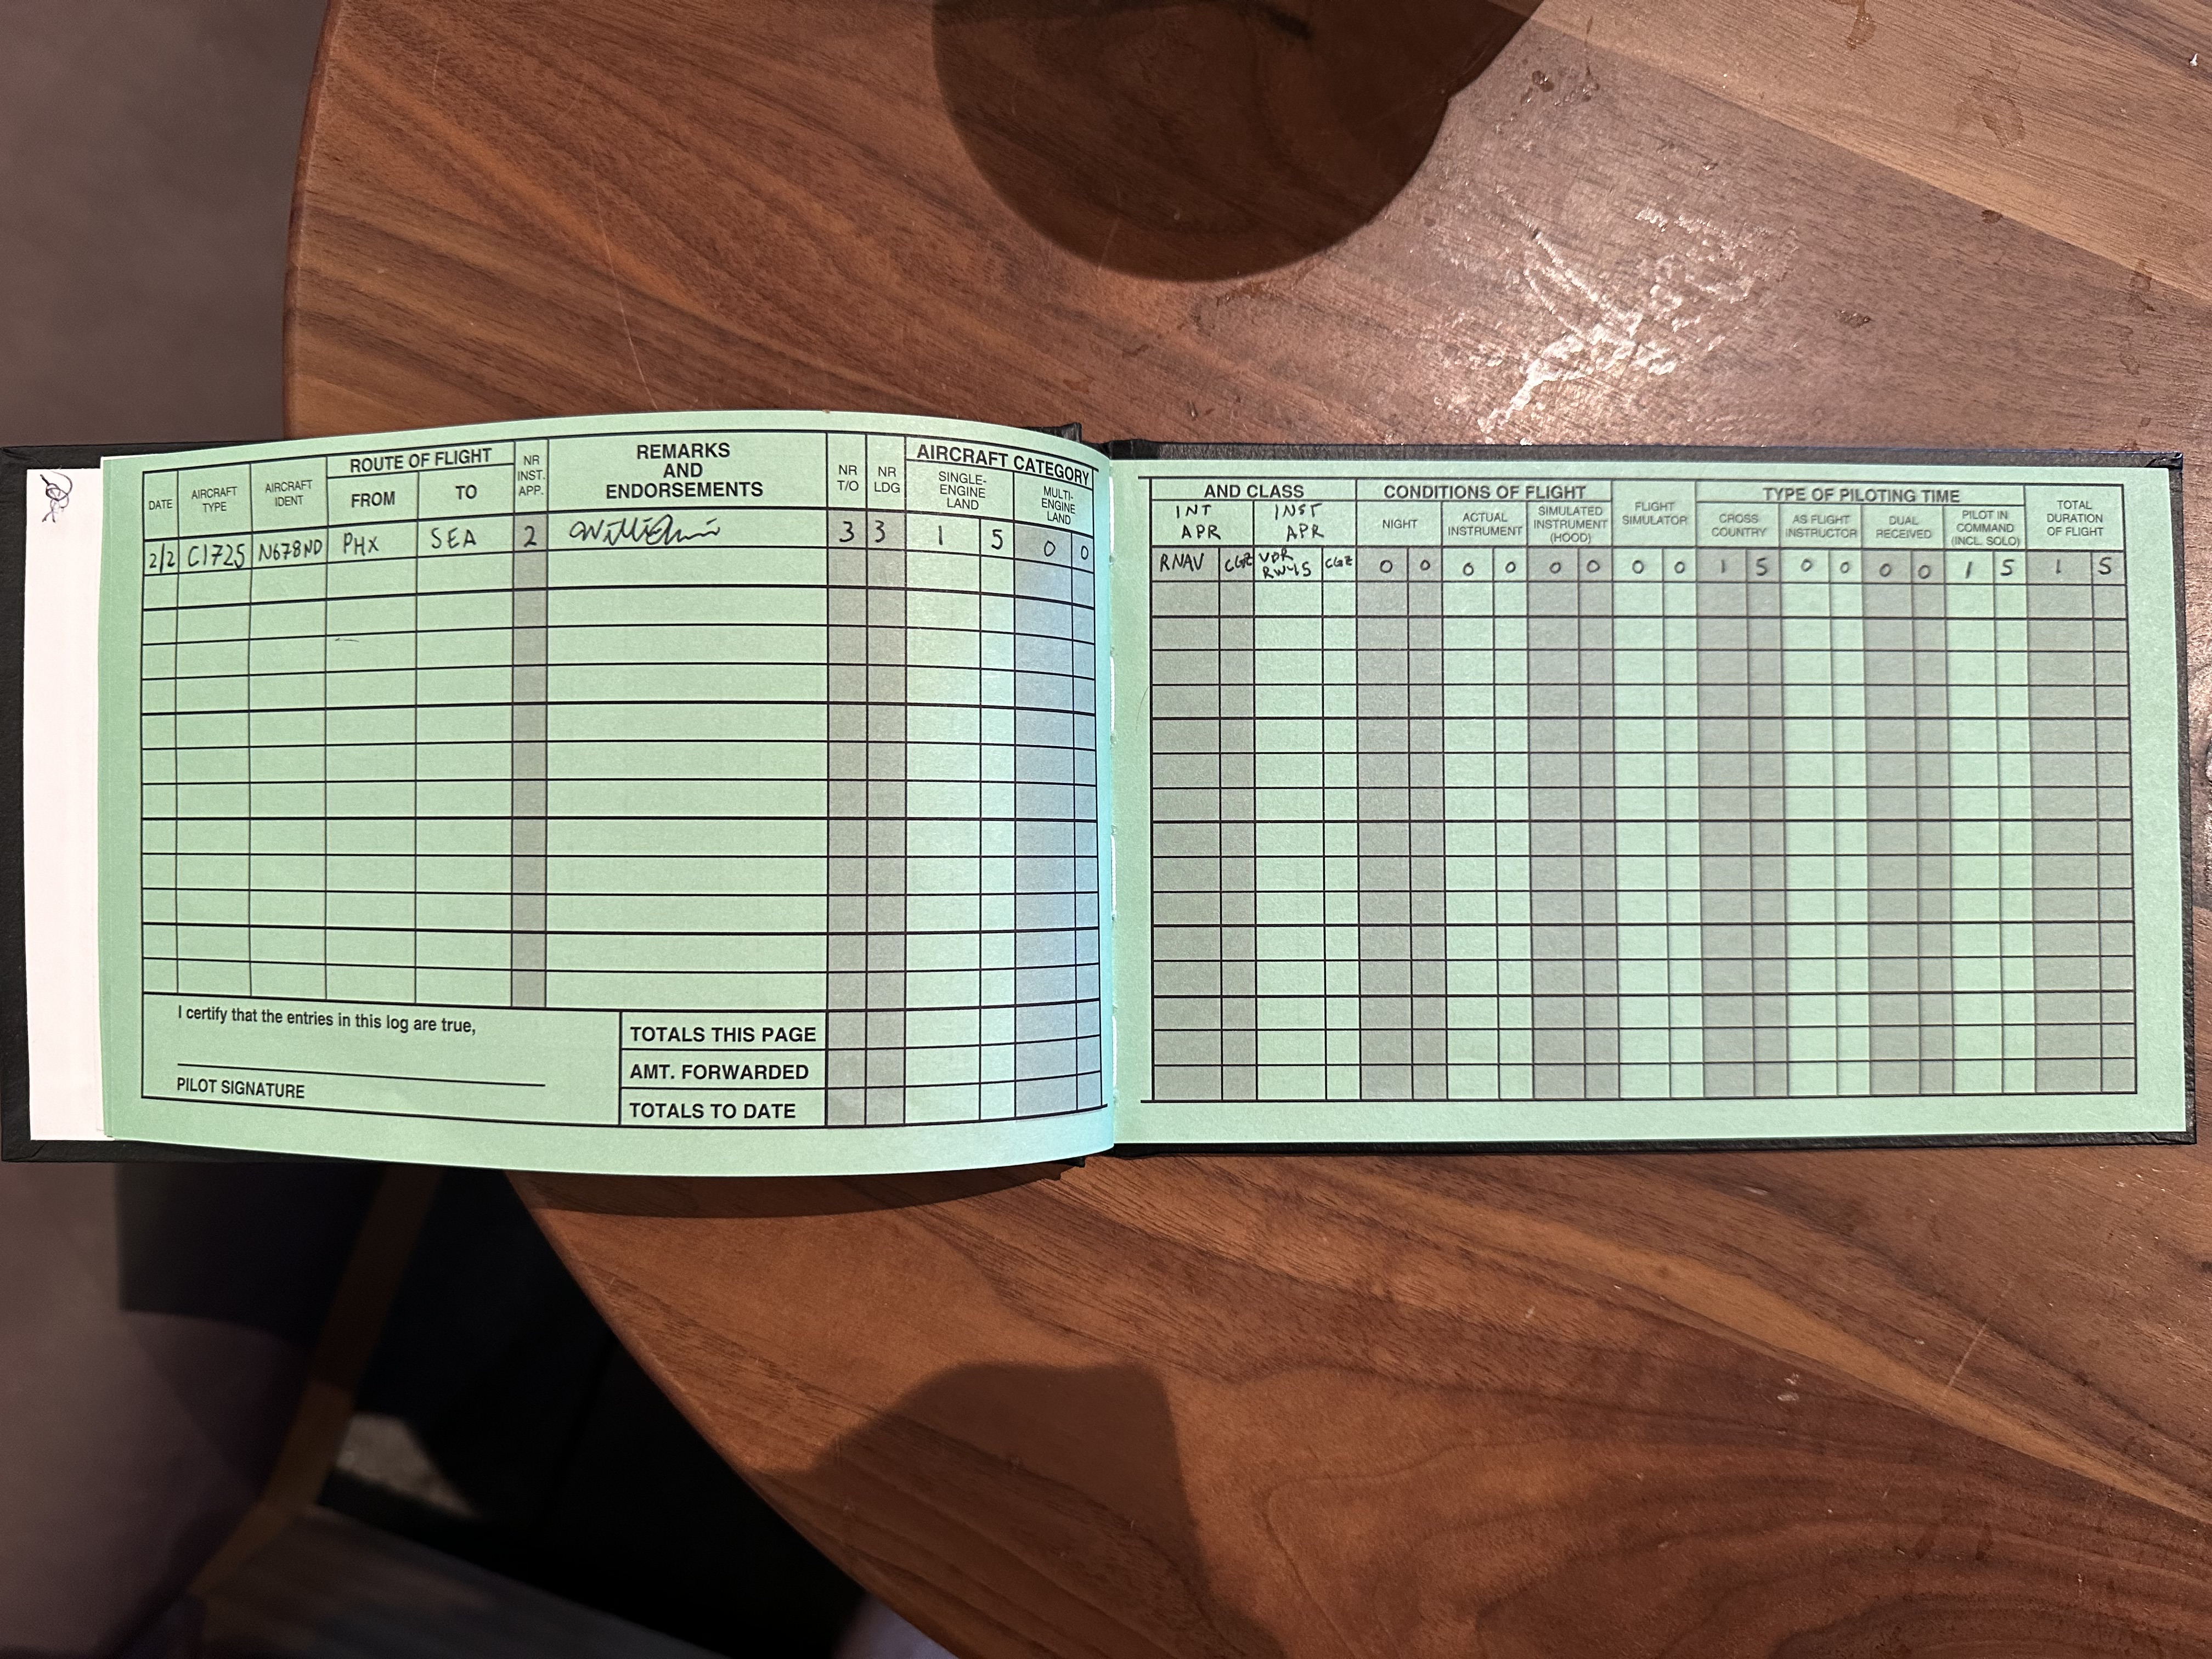 ROUTE OF FLIGHT
REMARKS
AND
ENDORSEMENTS
AIRCRAFT CATEGORY
DATE
AIRCRAFT
TYPE
AIRCRAFT
IDENT
FROM
TO
NR
INST.
APP.
NR
T/O
NR
LDG
SINGLE-
ENGINE
LAND
MULTI-
ENGINE
LAND
2/2 C172S N678ND PHX SEA 2 3 3 1 5 0 0
I certify that the entries in this log are true,
PILOT SIGNATURE
TOTALS THIS PAGE
AMT. FORWARDED
TOTALS TO DATE
AND CLASS
CONDITIONS OF FLIGHT
TYPE OF PILOTING TIME
INT
APR
INST
APR
NIGHT
ACTUAL
INSTRUMENT
SIMULATED
INSTRUMENT
(HOOD)
FLIGHT
SIMULATOR
CROSS
COUNTRY
AS FLIGHT
INSTRUCTOR
DUAL
RECEIVED
PILOT IN
COMMAND
(INCL. SOLO)
TOTAL
DURATION
OF FLIGHT
RNAV VOR 0 0 0 0 0 0 0 0 1 5 0 0 0 0 1 5 1 5